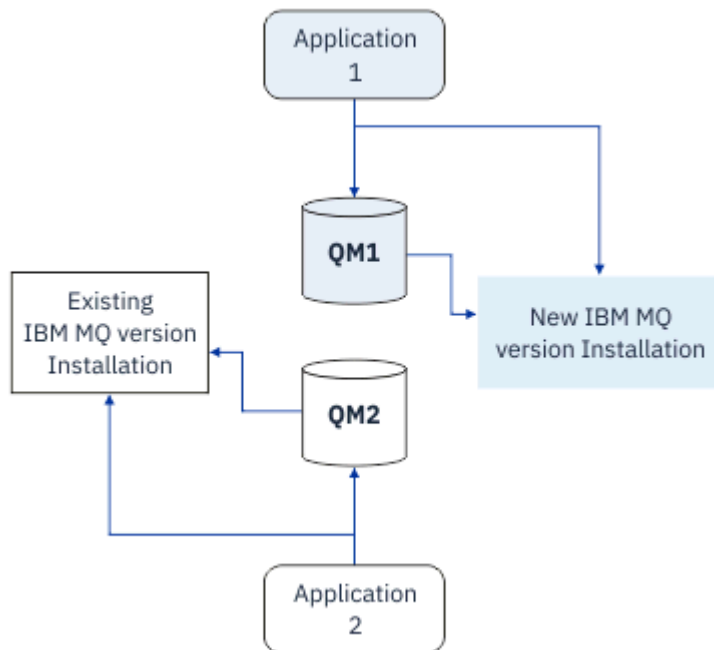 Application
1
QM1
Existing
IBM MQ version
Installation
New IBM MQ
version Installation
QM2
Application
2